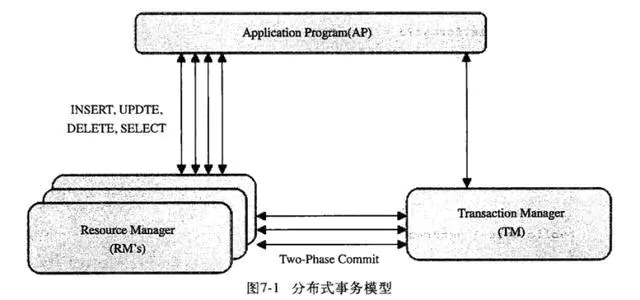 Application Program(AP)
INSERT, UPDTE,
DELETE, SELECT
Resource Manager
(RM's)
Transaction Manager
(TM)
Two-Phase Commit
图7-1 分布式事务模型